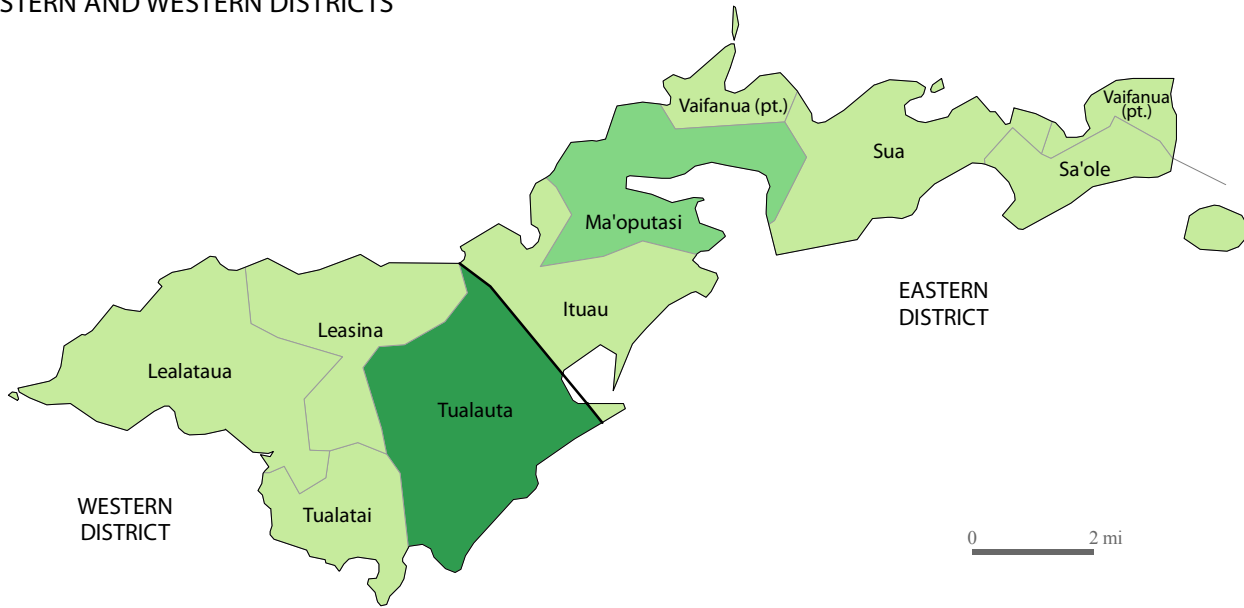 AND WESTERN DISTRICTS
Vaifanua (pt.)
Vaifanua
(pt.)
Sua
Sa'ole
Ma'oputasi
EASTERN
DISTRICT
Ituau
Leasina
Lealataua
Tualauta
WESTERN
DISTRICT
Tualatai
0 2 mi